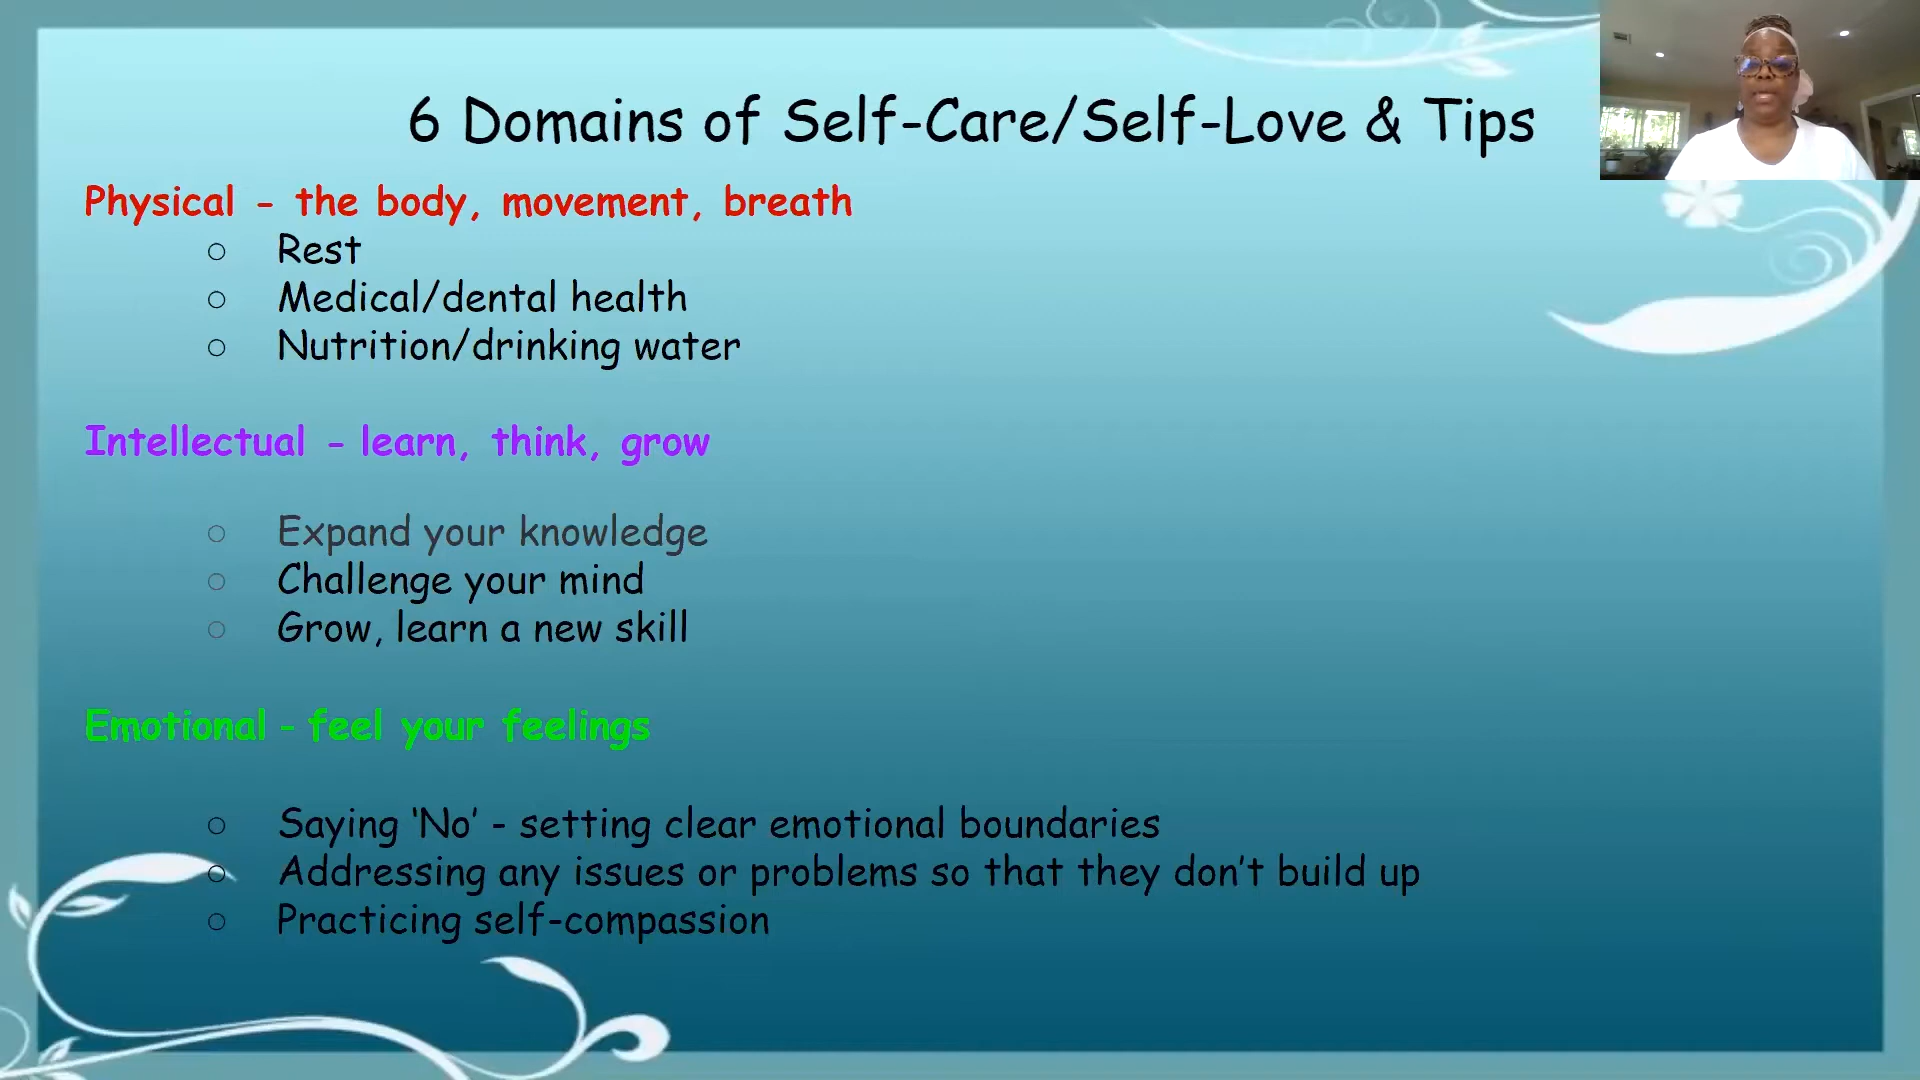 6 Domains of Self-Care/Self-Love & Tips
Physical - the body, movement, breath
○ Rest
○ Medical/dental health
○ Nutrition/drinking water
Intellectual - learn, think, grow
○ Expand your knowledge
○ Challenge your mind
○ Grow, learn a new skill
Emotional - feel your feelings
○ Saying ‘No’ - setting clear emotional boundaries
○ Addressing any issues or problems so that they don’t build up
○ Practicing self-compassion